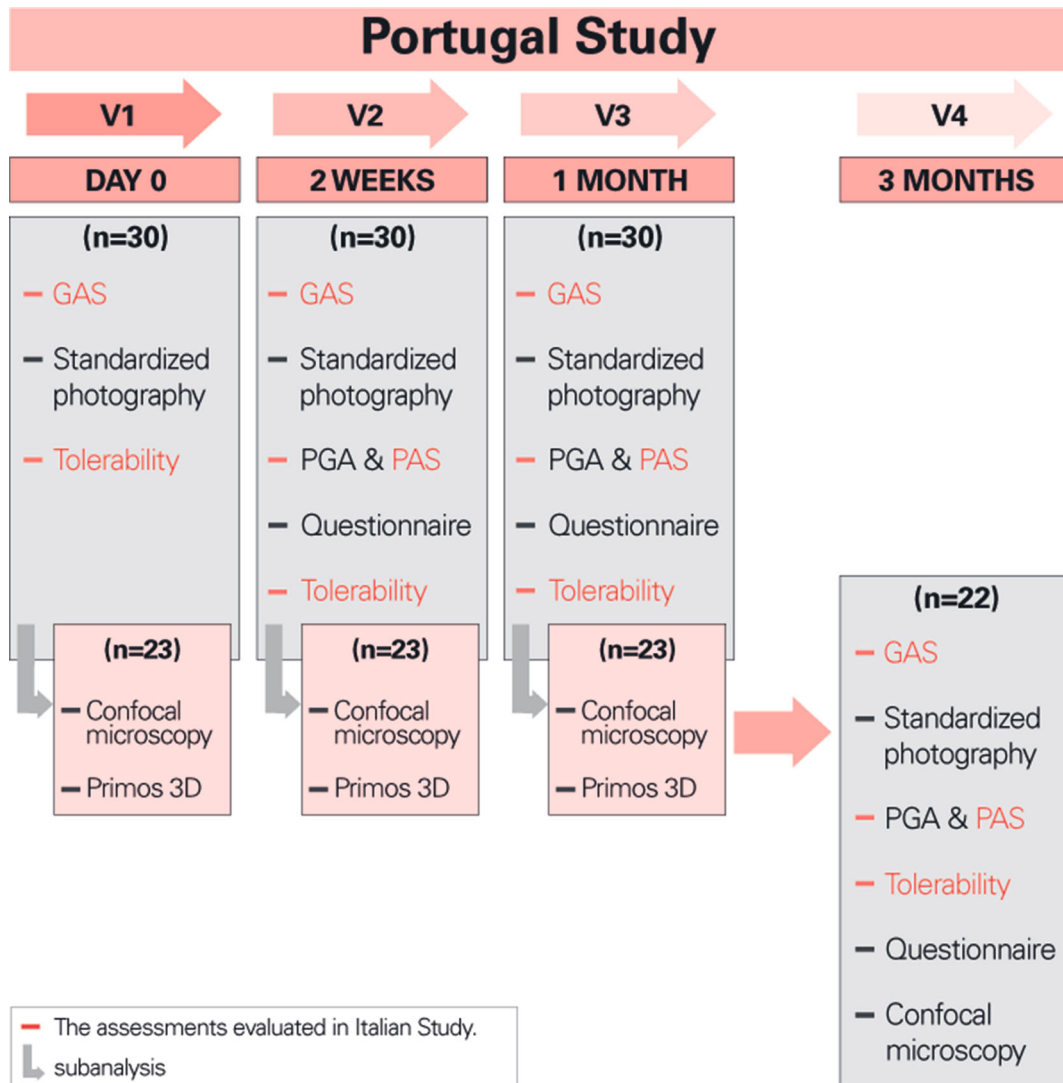 Portugal Study
V1
V2
V3
V4
DAY 0
2 WEEKS
1 MONTH
3 MONTHS
(n=30)
– GAS
– Standardized
photography
– Tolerability
(n=23)
– Confocal
microscopy
– Primos 3D
(n=30)
– GAS
– Standardized
photography
– PGA & PAS
– Questionnaire
– Tolerability
(n=23)
– Confocal
microscopy
– Primos 3D
(n=30)
– GAS
– Standardized
photography
– PGA & PAS
– Questionnaire
– Tolerability
(n=23)
– Confocal
microscopy
– Primos 3D
(n=22)
– GAS
– Standardized
photography
– PGA & PAS
– Tolerability
– Questionnaire
– Confocal
microscopy
– The assessments evaluated in Italian Study.
subanalysis